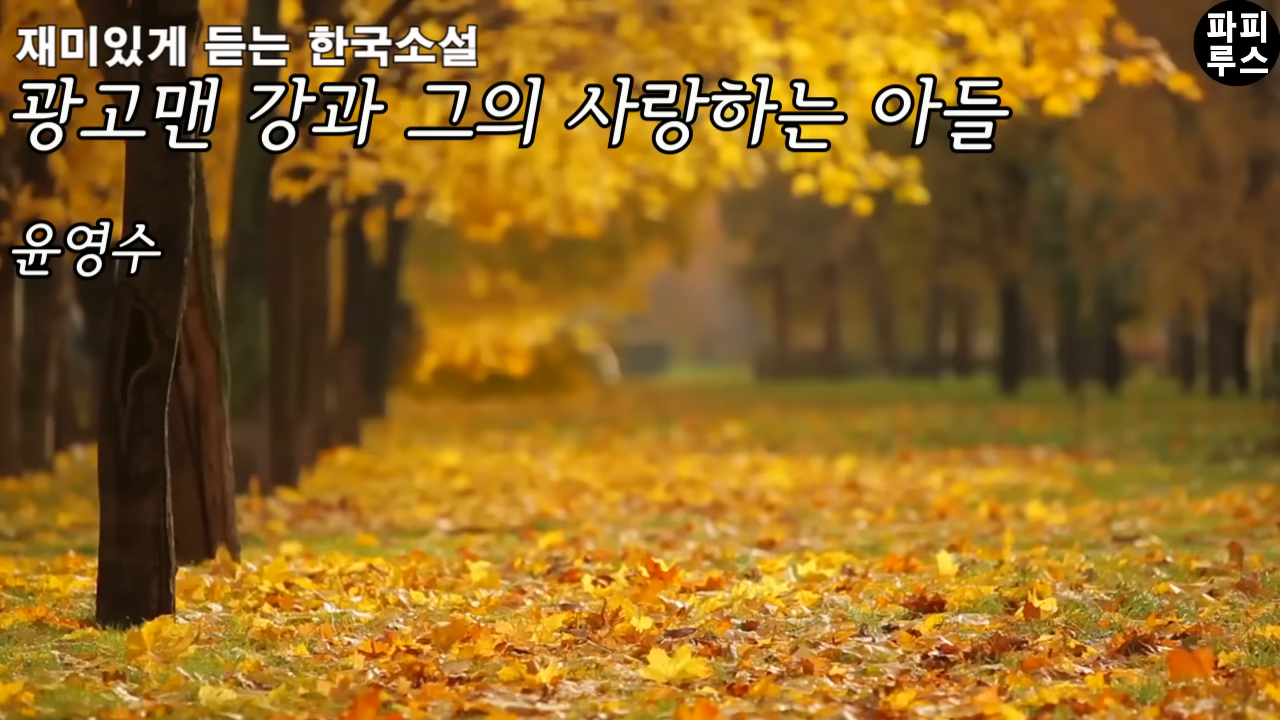 재미있게 듣는 한국소설
파피
루스
광고맨 강과 그의 사랑하는 아들
윤영수